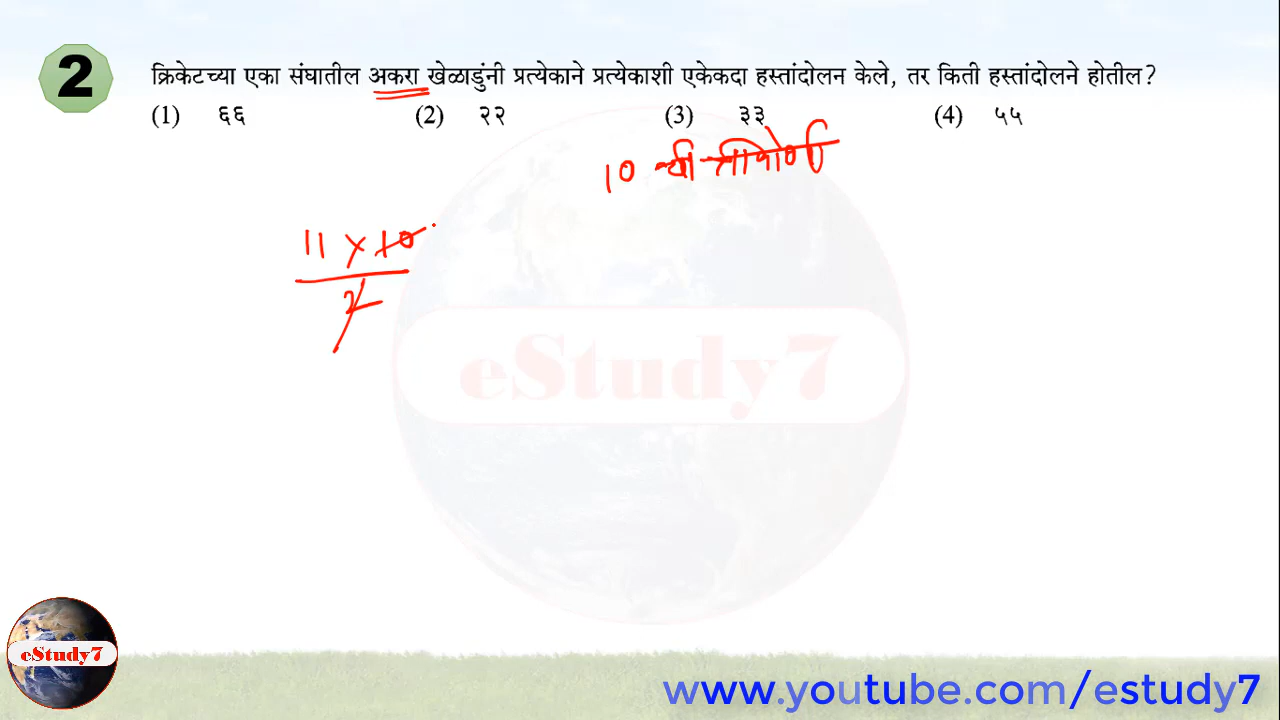 2 क्रिकेटच्या एका संघातील अकरा खेळाडुंनी प्रत्येकाने प्रत्येकाशी एकेकदा हस्तांदोलन केले, तर किती हस्तांदोलने होतील?
(1) ६६ (2) २२ (3) ३३ (4) ५५
10 ची त्रीकोणी
11 × 10
2
eStudy7
eStudy7
www.youtube.com/estudy7